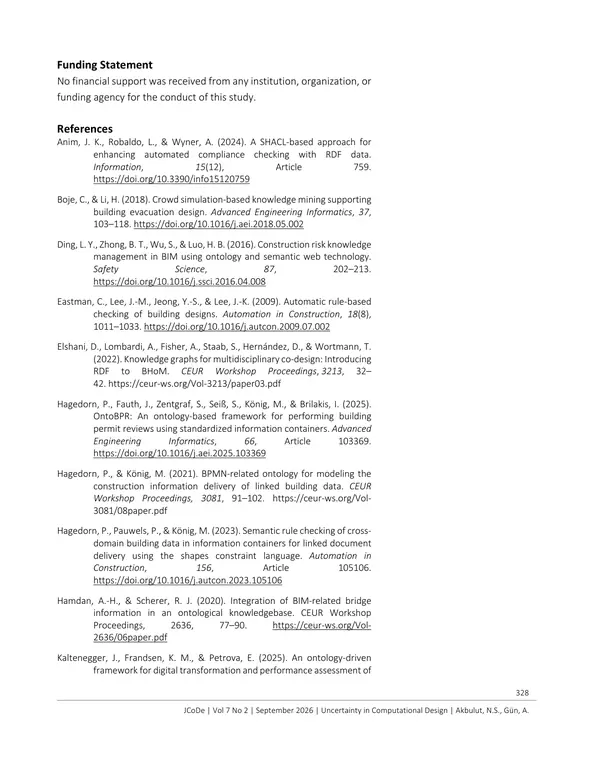 Funding Statement
No financial support was received from any institution, organization, or
funding agency for the conduct of this study.
References
Anim, J. K., Robaldo, L., & Wyner, A. (2024). A SHACL-based approach for
enhancing automated compliance checking with RDF data.
Information, 15(12), Article 759.
https://doi.org/10.3390/info15120759
Boje, C., & Li, H. (2018). Crowd simulation-based knowledge mining supporting
building evacuation design. Advanced Engineering Informatics, 37,
103–118. https://doi.org/10.1016/j.aei.2018.05.002
Ding, L. Y., Zhong, B. T., Wu, S., & Luo, H. B. (2016). Construction risk knowledge
management in BIM using ontology and semantic web technology.
Safety Science, 87, 202–213.
https://doi.org/10.1016/j.ssci.2016.04.008
Eastman, C., Lee, J.-M., Jeong, Y.-S., & Lee, J.-K. (2009). Automatic rule-based
checking of building designs. Automation in Construction, 18(8),
1011–1033. https://doi.org/10.1016/j.autcon.2009.07.002
Elshani, D., Lombardi, A., Fisher, A., Staab, S., Hernández, D., & Wortmann, T.
(2022). Knowledge graphs for multidisciplinary co-design: Introducing
RDF to BHoM. CEUR Workshop Proceedings, 3213, 32–
42. https://ceur-ws.org/Vol-3213/paper03.pdf
Hagedorn, P., Fauth, J., Zentgraf, S., Seiß, S., König, M., & Brilakis, I. (2025).
OntoBPR: An ontology-based framework for performing building
permit reviews using standardized information containers. Advanced
Engineering Informatics, 66, Article 103369.
https://doi.org/10.1016/j.aei.2025.103369
Hagedorn, P., & König, M. (2021). BPMN-related ontology for modeling the
construction information delivery of linked building data. CEUR
Workshop Proceedings, 3081, 91–102. https://ceur-ws.org/Vol-
3081/08paper.pdf
Hagedorn, P., Pauwels, P., & König, M. (2023). Semantic rule checking of cross-
domain building data in information containers for linked document
delivery using the shapes constraint language. Automation in
Construction, 156, Article 105106.
https://doi.org/10.1016/j.autcon.2023.105106
Hamdan, A.-H., & Scherer, R. J. (2020). Integration of BIM-related bridge
information in an ontological knowledgebase. CEUR Workshop
Proceedings, 2636, 77–90. https://ceur-ws.org/Vol-
2636/06paper.pdf
Kaltenegger, J., Frandsen, K. M., & Petrova, E. (2025). An ontology-driven
framework for digital transformation and performance assessment of
328
JCoDe | Vol 7 No 2 | September 2026 | Uncertainty in Computational Design | Akbulut, N.S., Gün, A.